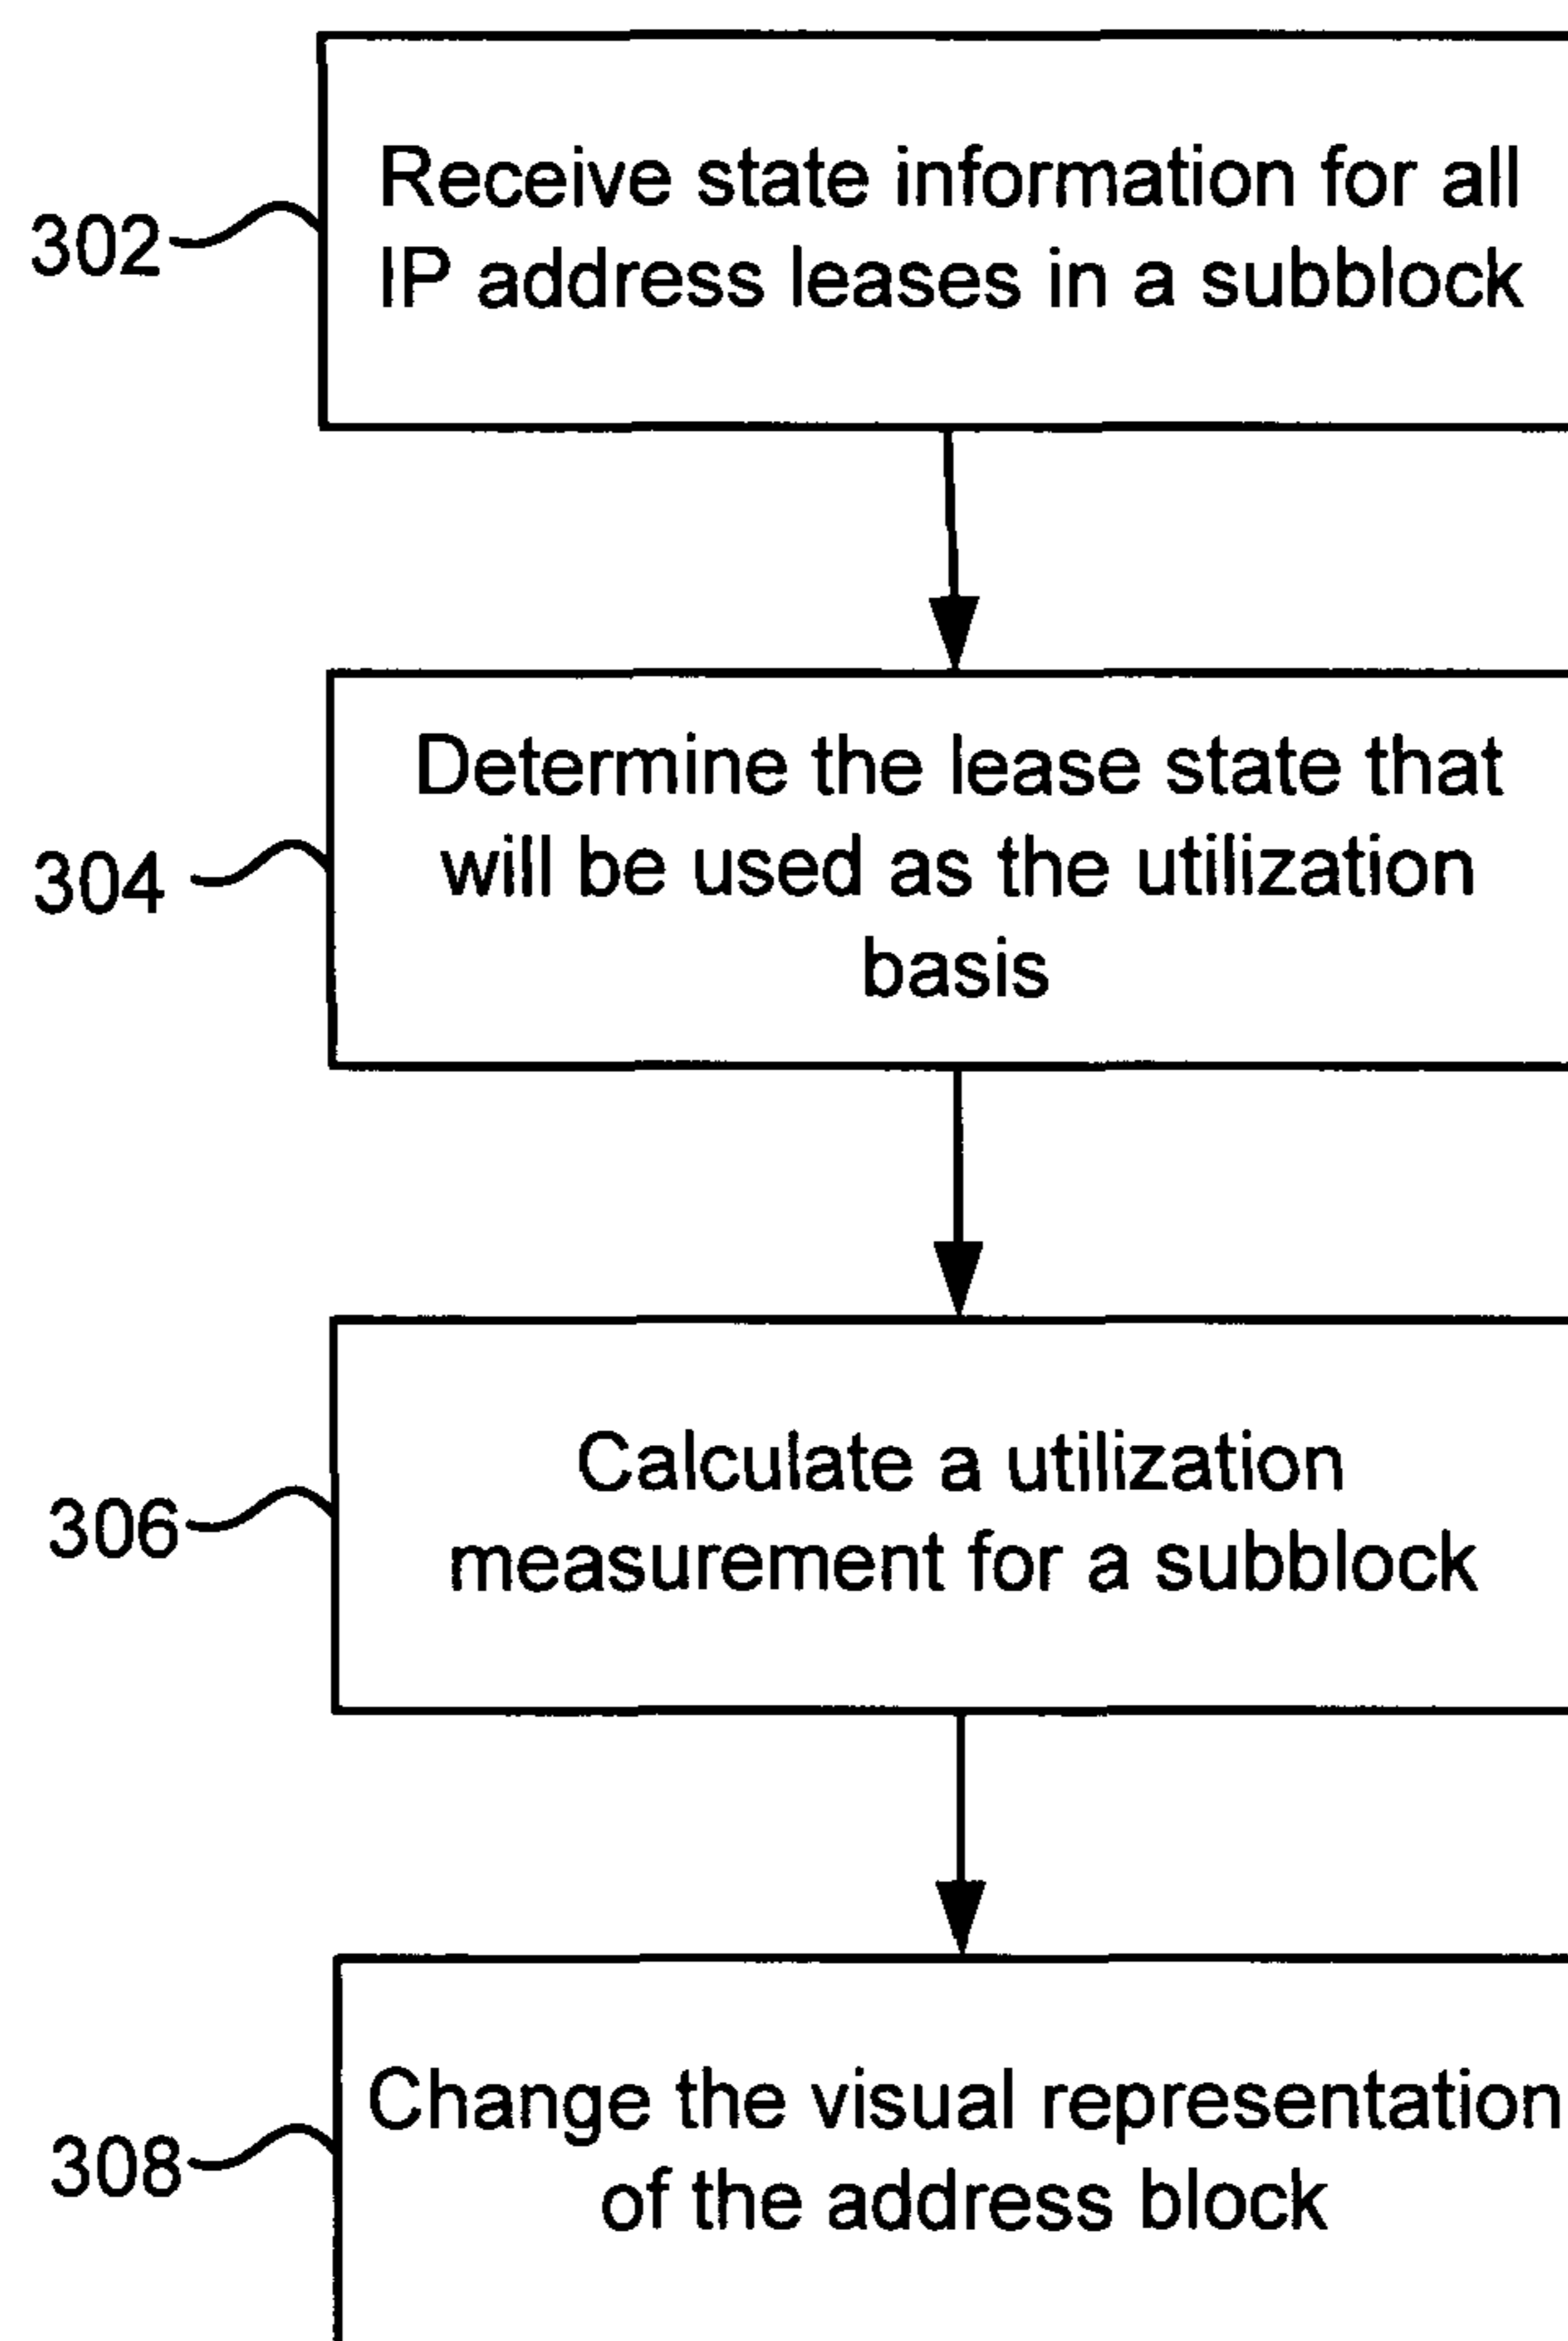 302
Receive state information for all
IP address leases in a subblock
304
Determine the lease state that
will be used as the utilization
basis
306
Calculate a utilization
measurement for a subblock
308
Change the visual representation
of the address block